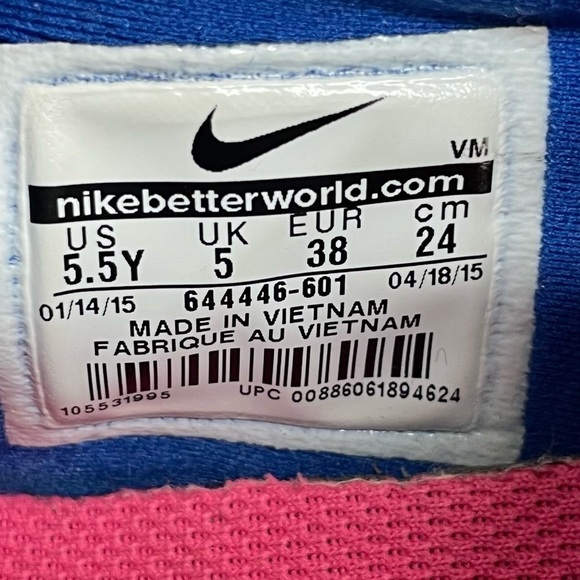 VM
nikebetterworld.com
US UK EUR cm
5.5Y 5 38 24
01/14/15 644446-601 04/18/15
MADE IN VIETNAM
FABRIQUE AU VIETNAM
105531995 UPC 00886061894624